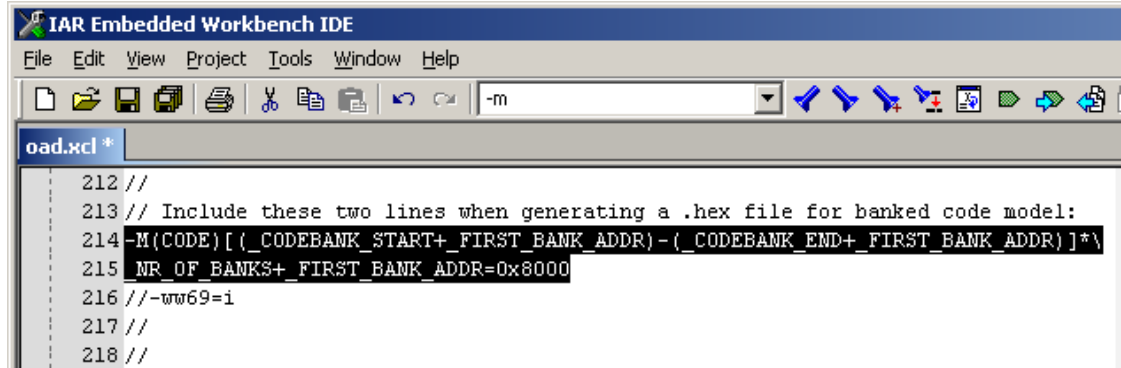 IAR Embedded Workbench IDE
File Edit View Project Tools Window Help
-m
oad.xcl *
212 //
213 // Include these two lines when generating a .hex file for banked code model:
214 -M(CODE)[(_CODEBANK_START+_FIRST_BANK_ADDR)-(_CODEBANK_END+_FIRST_BANK_ADDR)]*\
215 _NR_OF_BANKS+_FIRST_BANK_ADDR=0x8000
216 //-ww69=i
217 //
218 //